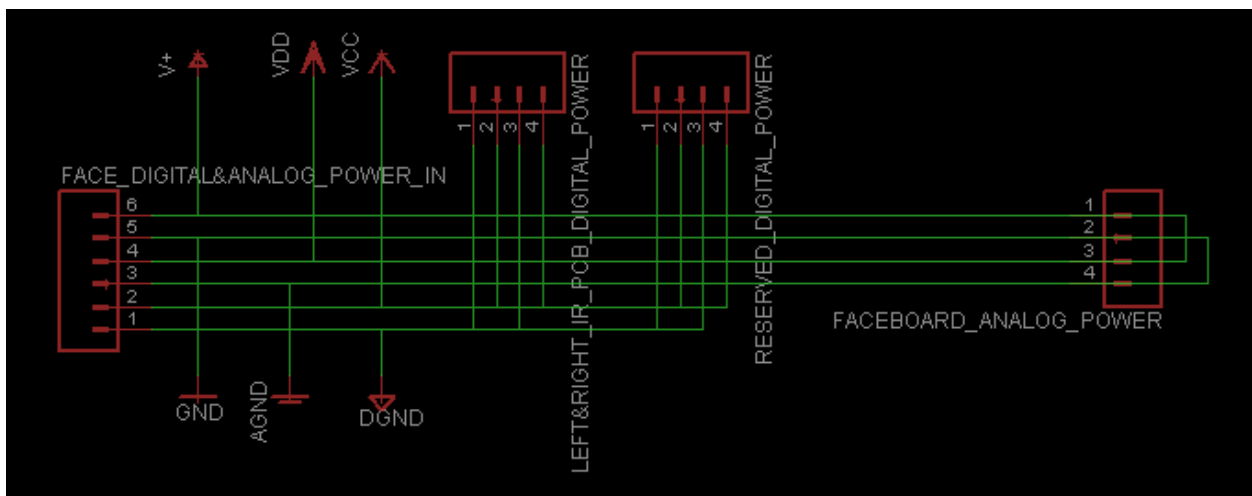 V+
VDD
VCC
1
2
3
4
LEFT&RIGHT_IR_PCB_DIGITAL_POWER
1
2
3
4
RESERVED_DIGITAL_POWER
FACE_DIGITAL&ANALOG_POWER_IN
6
5
4
3
2
1
1
2
3
4
FACEBOARD_ANALOG_POWER
GND
AGND
DGND